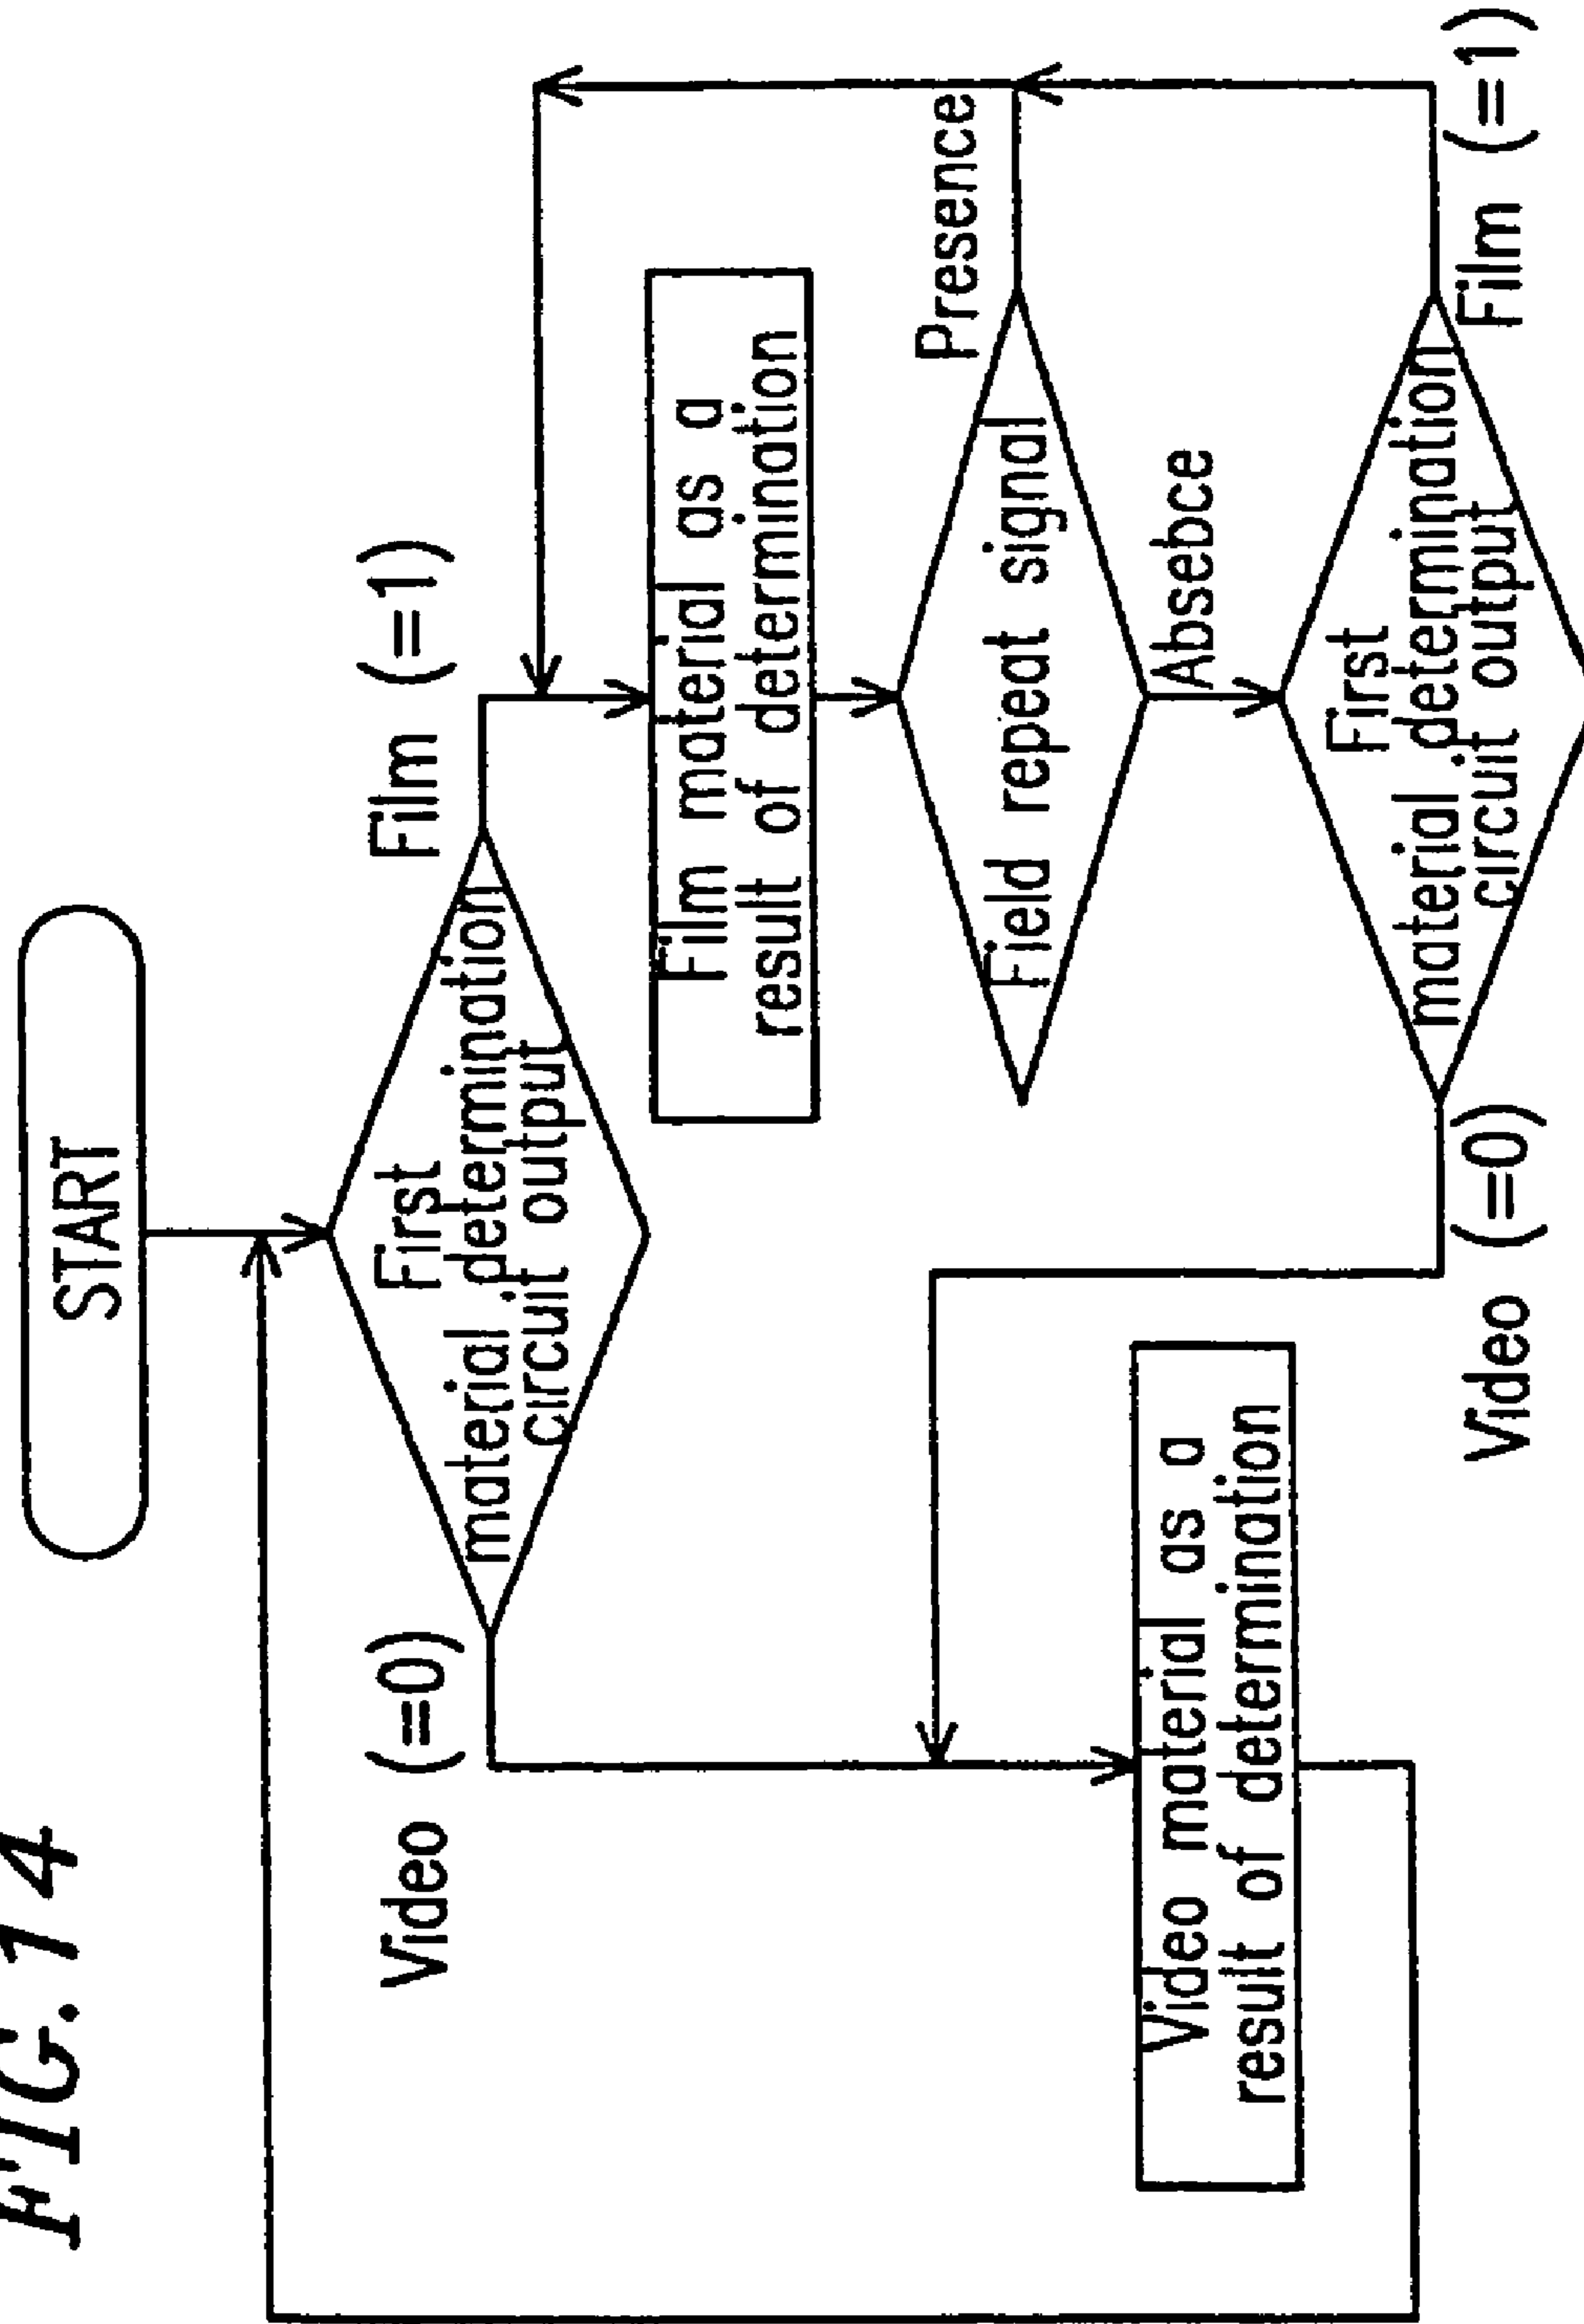 FIG. 14
START
First
material determination
circuit output
Video (=0)
Film (=1)
Film material as a
result of determination
Field repeat signal
Presence
Absebce
Video material as a
result of determination
First
material determination
circuit output
Video (=0)
Film (=1)